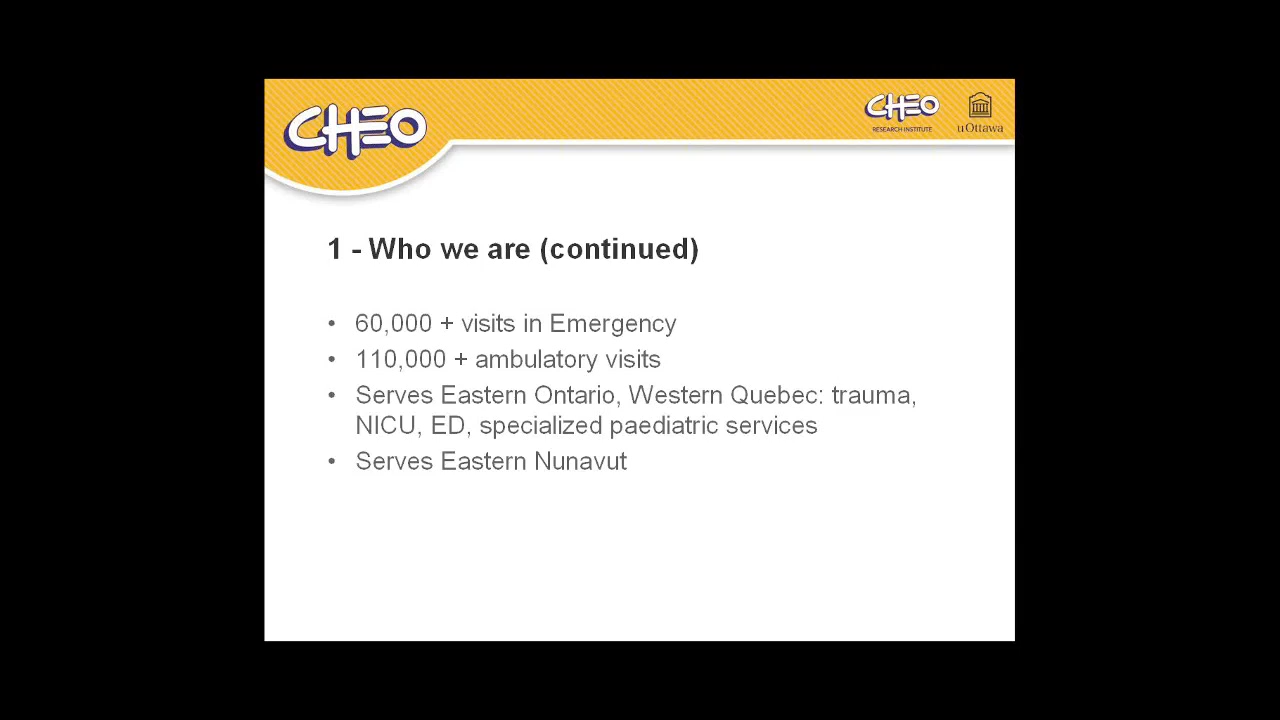 CHEO
CHEO
RESEARCH INSTITUTE
uOttawa
1 - Who we are (continued)
• 60,000 + visits in Emergency
• 110,000 + ambulatory visits
• Serves Eastern Ontario, Western Quebec: trauma,
NICU, ED, specialized paediatric services
• Serves Eastern Nunavut